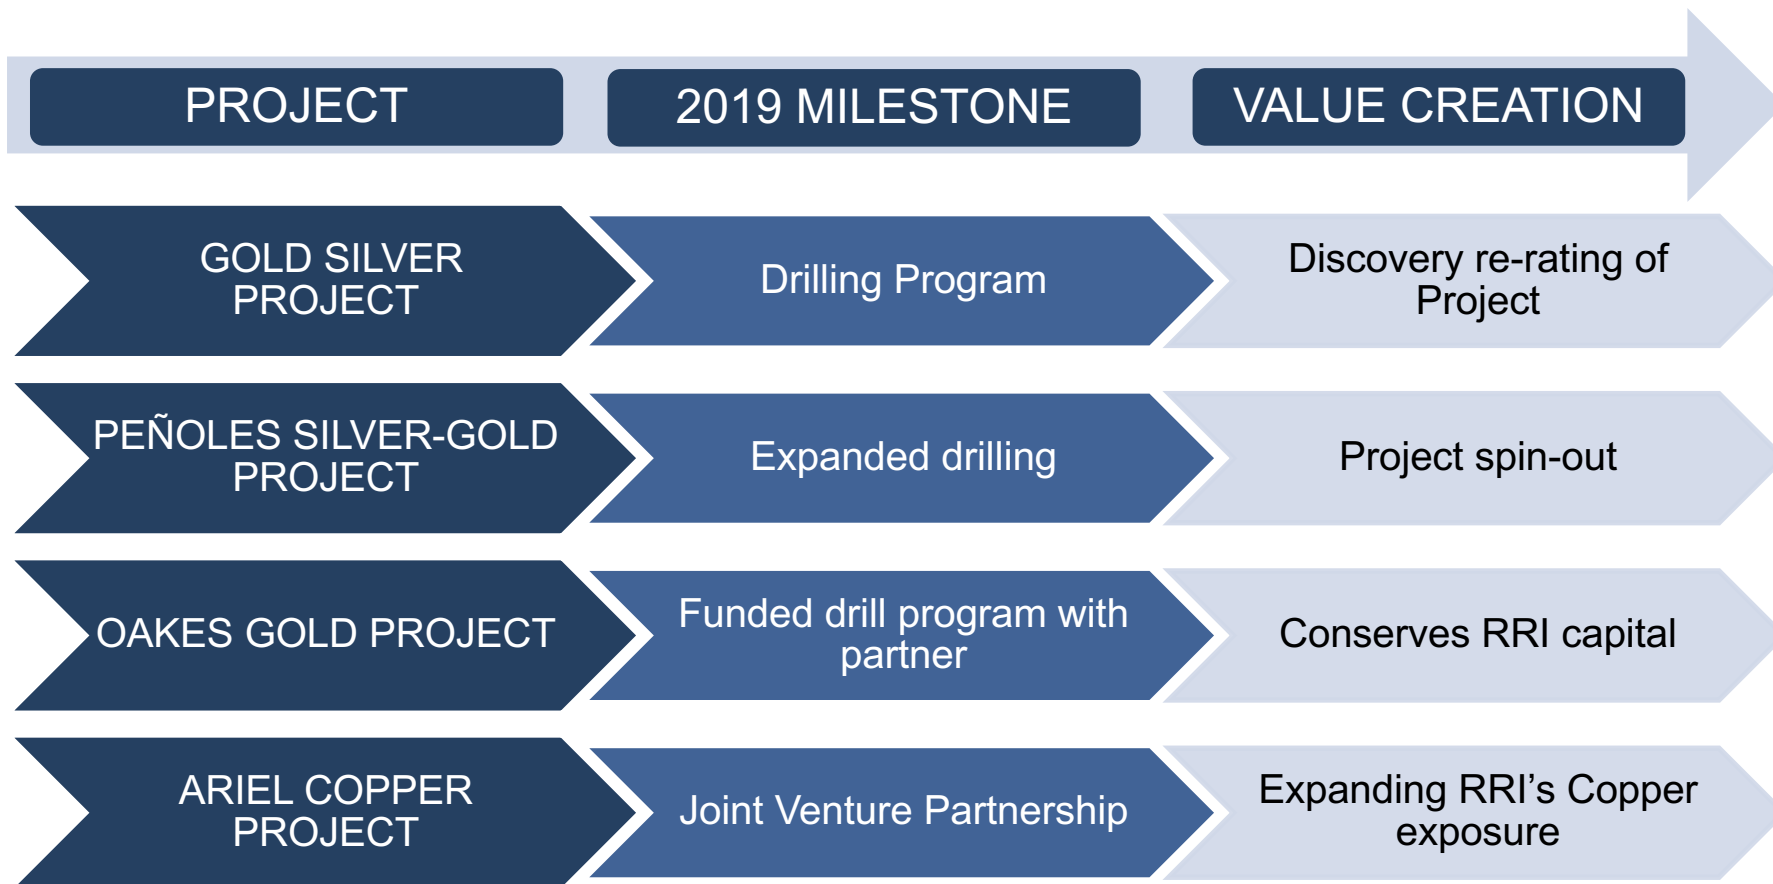 PROJECT
2019 MILESTONE
VALUE CREATION
GOLD SILVER
PROJECT
Drilling Program
Discovery re-rating of
Project
PEÑOLES SILVER-GOLD
PROJECT
Expanded drilling
Project spin-out
OAKES GOLD PROJECT
Funded drill program with
partner
Conserves RRI capital
ARIEL COPPER
PROJECT
Joint Venture Partnership
Expanding RRI’s Copper
exposure